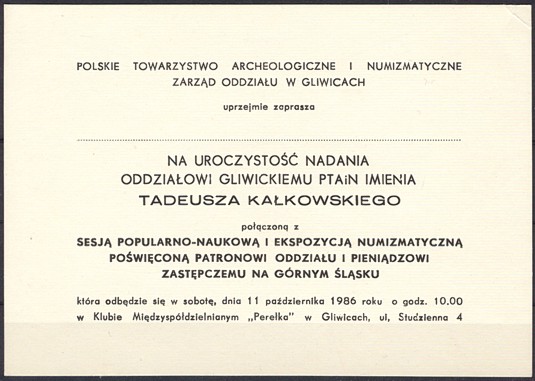 POLSKIE TOWARZYSTWO ARCHEOLOGICZNE I NUMIZMATYCZNE
ZARZĄD ODDZIAŁU W GLIWICACH
uprzejmie zaprasza
NA UROCZYSTOŚĆ NADANIA
ODDZIAŁOWI GLIWICKIEMU PTAiN IMIENIA
TADEUSZA KAŁKOWSKIEGO
połączoną z
SESJĄ POPULARNO-NAUKOWĄ I EKSPOZYCJĄ NUMIZMATYCZNĄ
POŚWIĘCONĄ PATRONOWI ODDZIAŁU I PIENIĄDZOWI
ZASTĘPCZEMU NA GÓRNYM ŚLĄSKU
która odbędzie się w sobotę, dnia 11 października 1986 roku o godz. 10.00
w Klubie Międzyspółdzielnianym „Perełka" w Gliwicach, ul, Studzienna 4